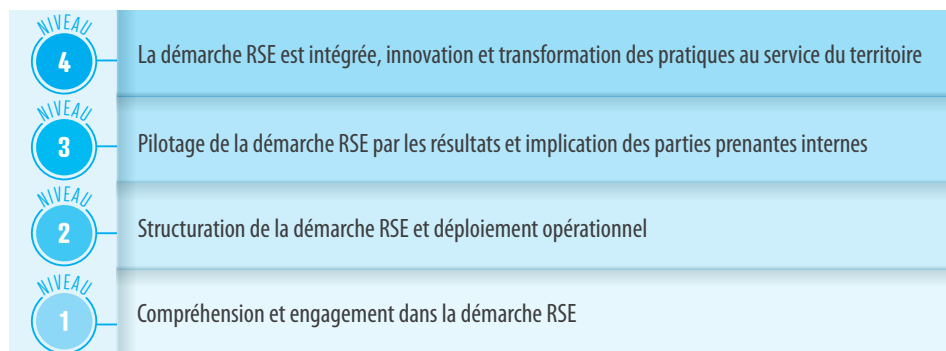 NIVEAU
4
La démarche RSE est intégrée, innovation et transformation des pratiques au service du territoire
NIVEAU
3
Pilotage de la démarche RSE par les résultats et implication des parties prenantes internes
NIVEAU
2
Structuration de la démarche RSE et déploiement opérationnel
NIVEAU
1
Compréhension et engagement dans la démarche RSE